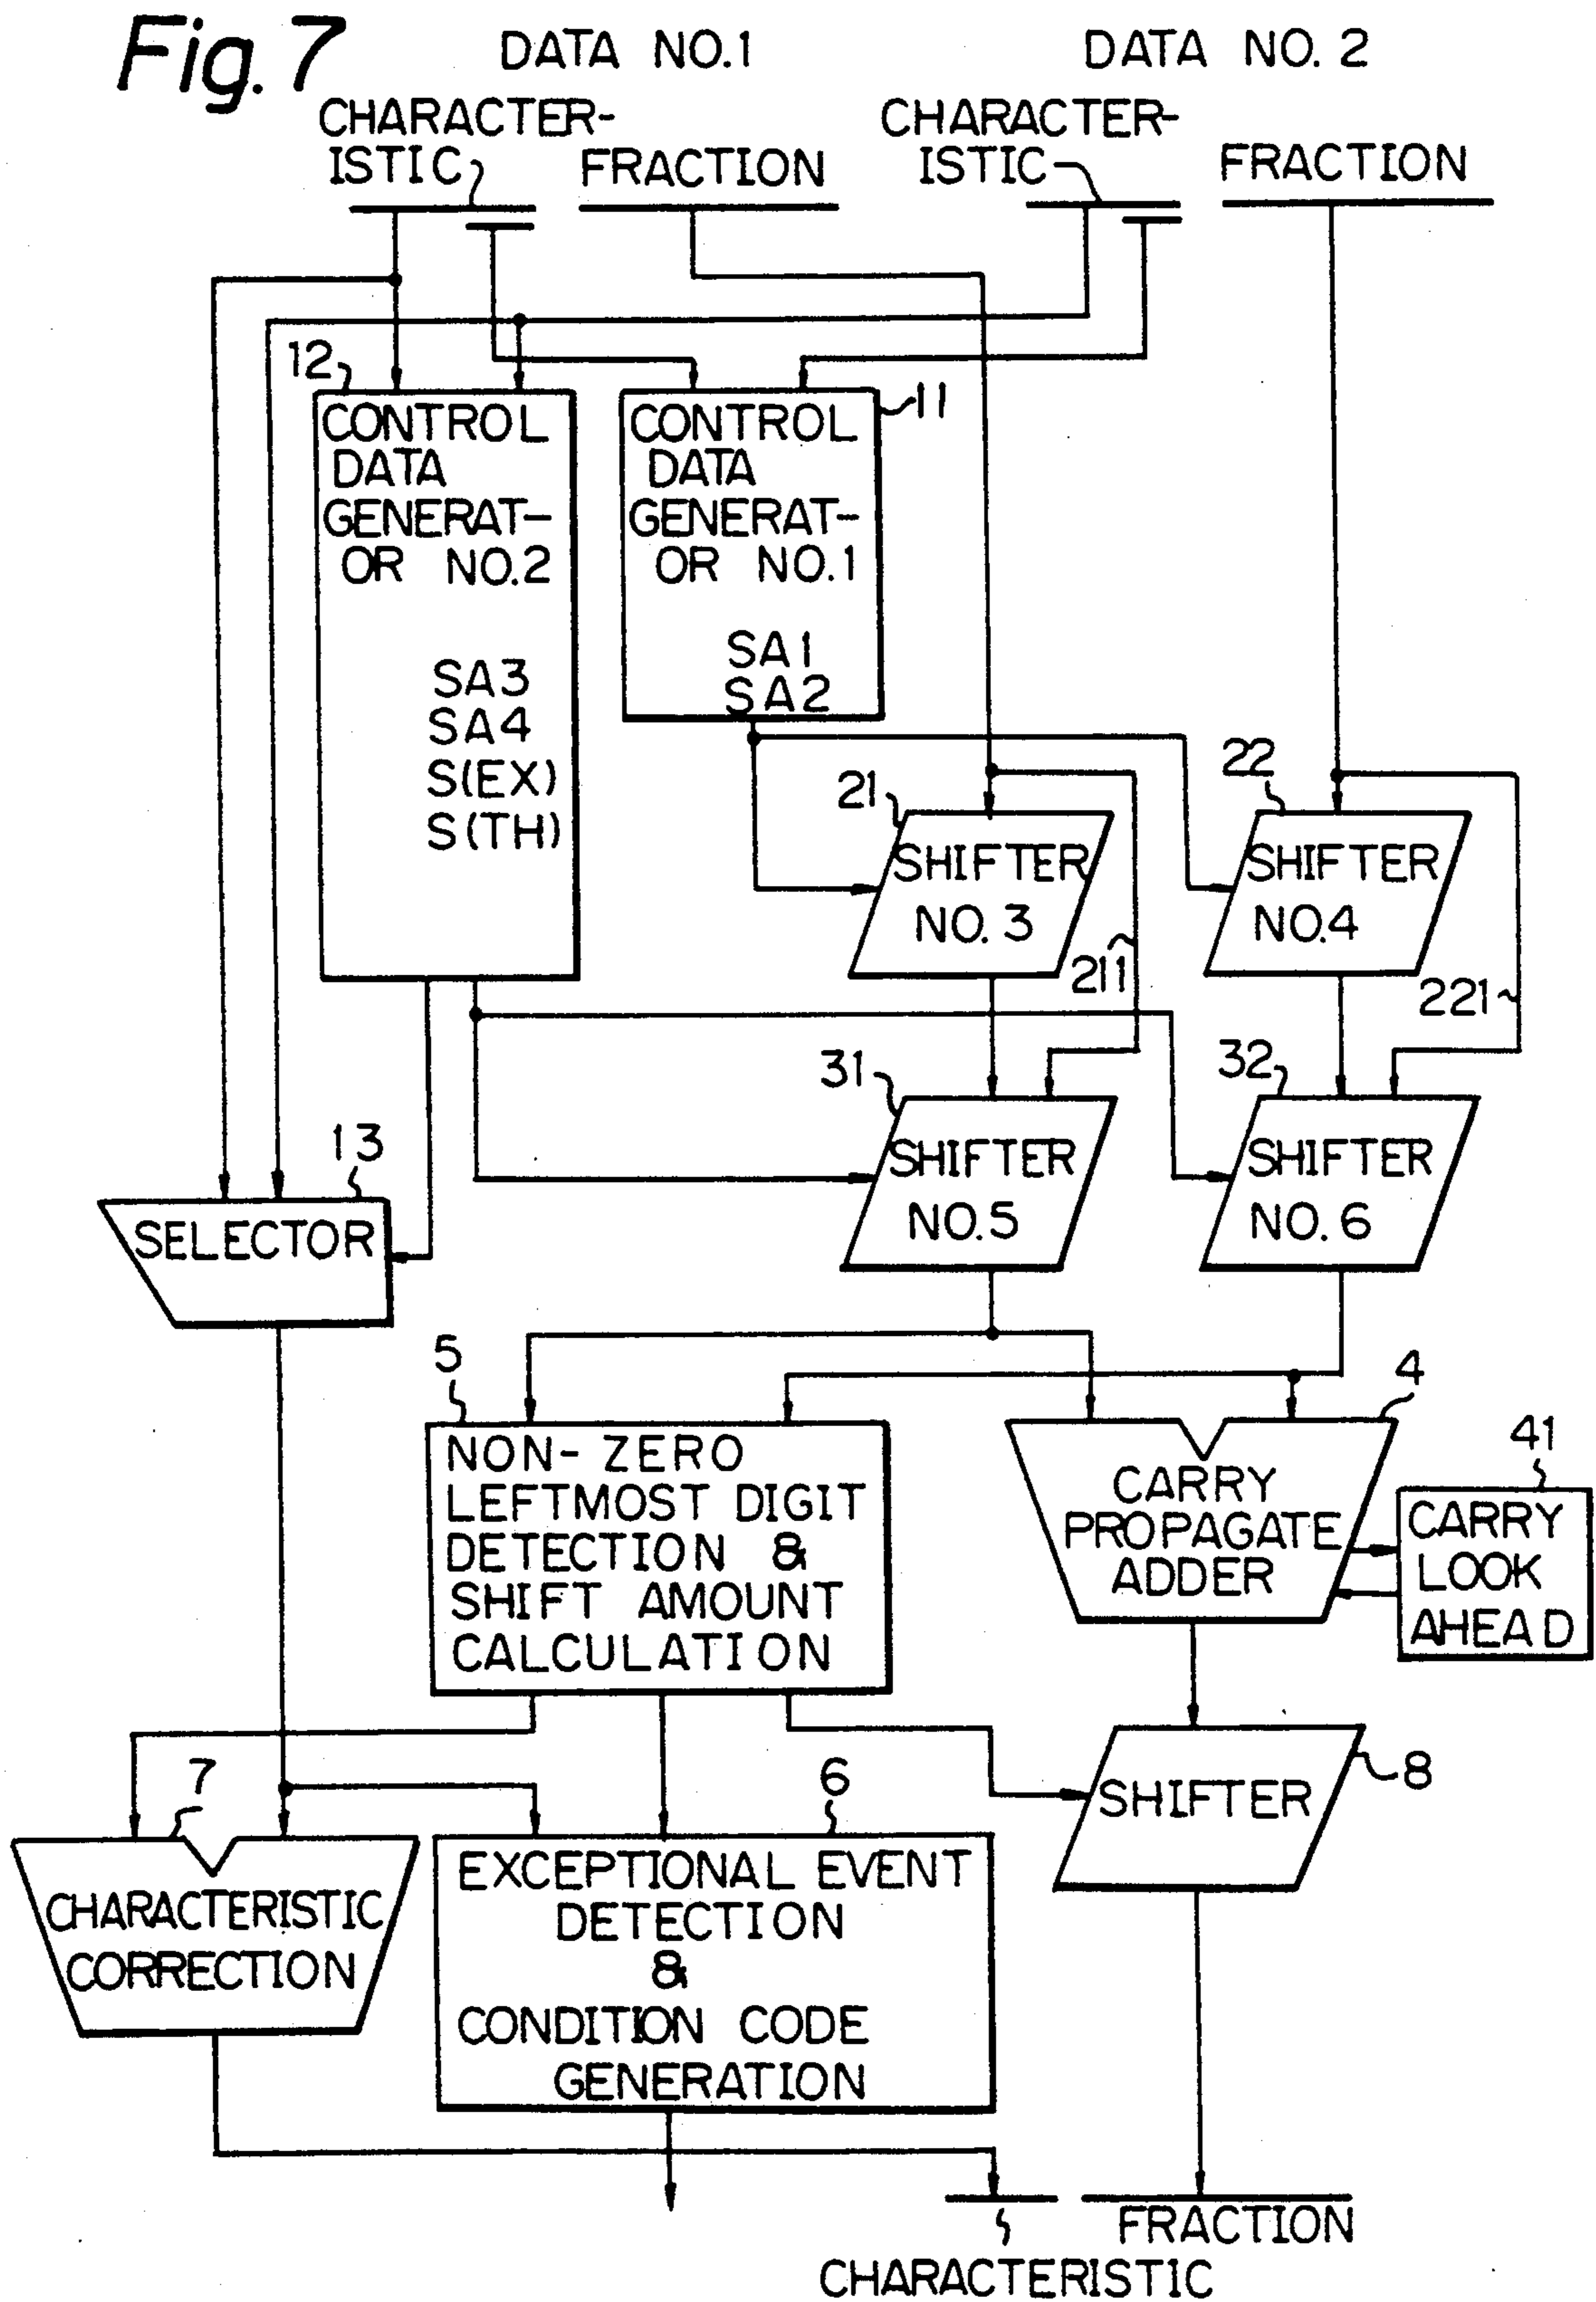 Fig. 7
DATA NO.1
DATA NO. 2
CHARACTER-
ISTIC
FRACTION
CHARACTER-
ISTIC
FRACTION
12
CONTROL
DATA
GENERAT-
OR NO.2
SA3
SA4
S(EX)
S(TH)
11
CONTROL
DATA
GENERAT-
OR NO.1
SA1
SA2
21
SHIFTER
NO. 3
211
22
SHIFTER
NO.4
221
31
SHIFTER
NO.5
32
SHIFTER
NO. 6
13
SELECTOR
5
NON-ZERO
LEFTMOST DIGIT
DETECTION &
SHIFT AMOUNT
CALCULATION
4
CARRY
PROPAGATE
ADDER
41
CARRY
LOOK
AHEAD
7
CHARACTERISTIC
CORRECTION
6
EXCEPTIONAL EVENT
DETECTION
&
CONDITION CODE
GENERATION
SHIFTER
8
FRACTION
CHARACTERISTIC